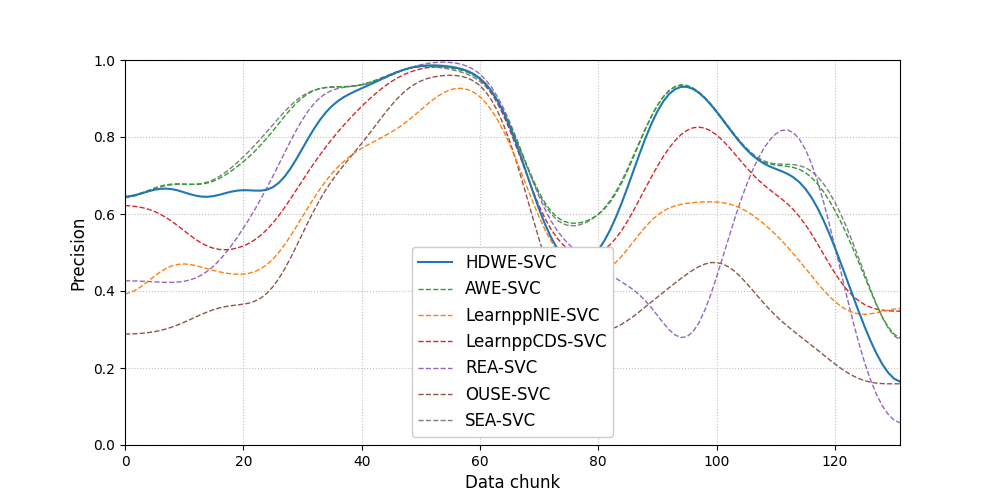 1.0
0.8
0.6
0.4
0.2
0.0
Precision
HDWE-SVC
AWE-SVC
LearnppNIE-SVC
LearnppCDS-SVC
REA-SVC
OUSE-SVC
SEA-SVC
0 20 40 60 80 100 120
Data chunk